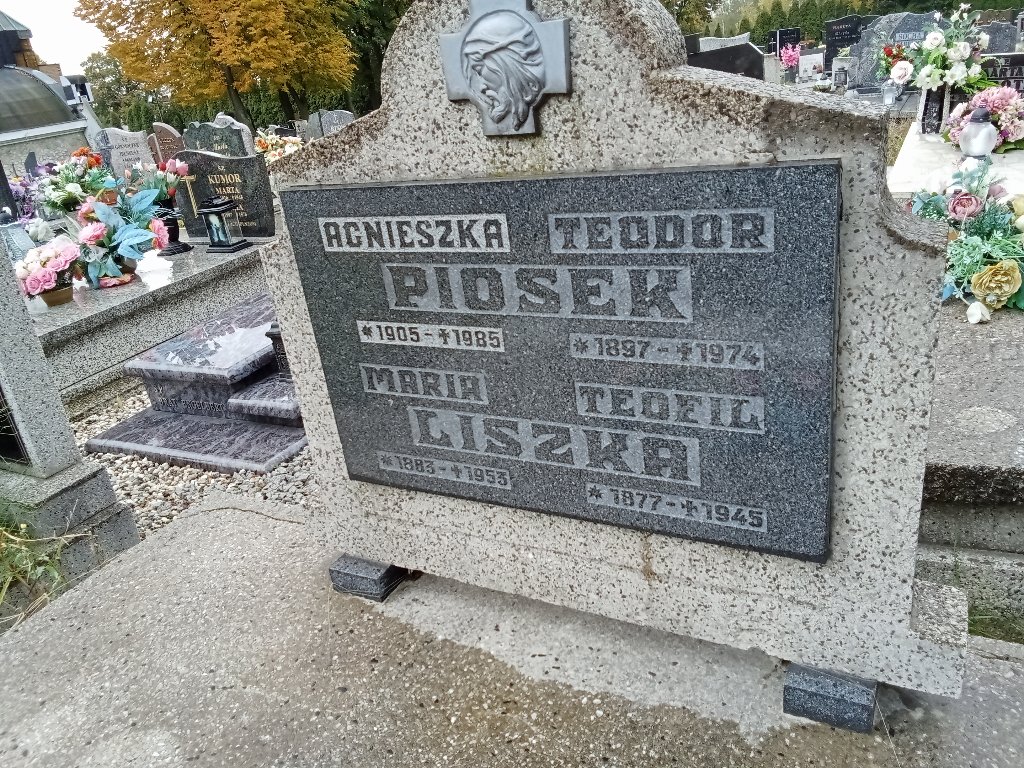 AGNIESZKA TEODOR
PIOSEK
*1905-✝1985 *1897-✝1974
MARIA TEOFIL
LISZKA
*1883-✝1953 *1877-✝1945
KUMOR
MARTA